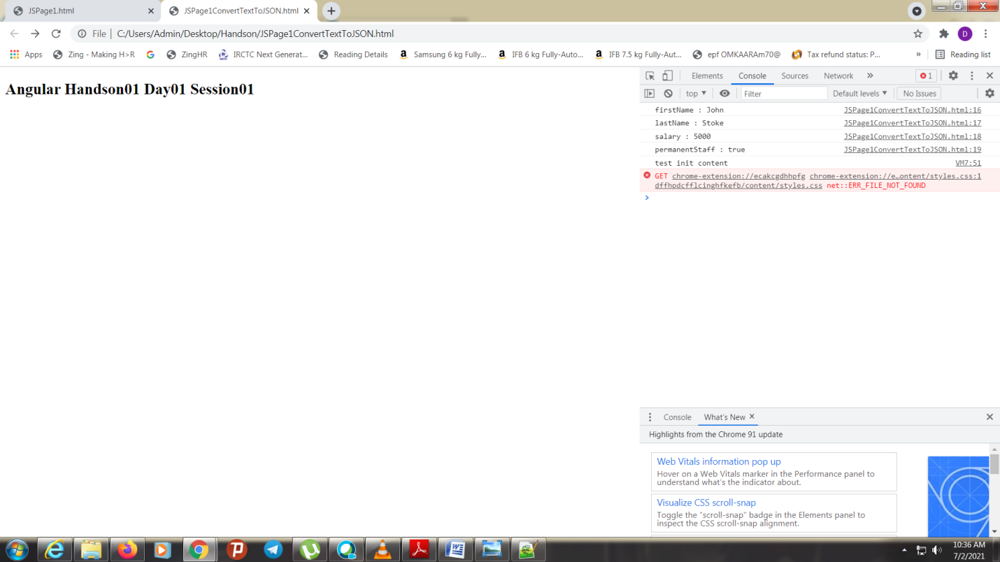 JSPage1.html
JSPage1ConvertTextToJSON.html
File | C:/Users/Admin/Desktop/Handson/JSPage1ConvertTextToJSON.html
D
Apps Zing - Making H>R ZingHR IRCTC Next Generat... Reading Details Samsung 6 kg Fully... IFB 6 kg Fully-Auto... IFB 7.5 kg Fully-Aut... epf OMKAARAm70@ Tax refund status: P... » Reading list
Angular Handson01 Day01 Session01
Elements Console Sources Network » 1
top Filter Default levels No Issues
firstName : John JSPage1ConvertTextToJSON.html:16
lastName : Stoke JSPage1ConvertTextToJSON.html:17
salary : 5000 JSPage1ConvertTextToJSON.html:18
permanentStaff : true JSPage1ConvertTextToJSON.html:19
test init content VM7:51
GET chrome-extension://ecakcgdhhpfg chrome-extension://e…ontent/styles.css:1
dffhpdcfflcinghfkefb/content/styles.css net::ERR_FILE_NOT_FOUND
>
Console What's New
Highlights from the Chrome 91 update
Web Vitals information pop up
Hover on a Web Vitals marker in the Performance panel to
understand what's the indicator about.
Visualize CSS scroll-snap
Toggle the "scroll-snap" badge in the Elements panel to
inspect the CSS scroll-snap alignment.
10:36 AM
7/2/2021